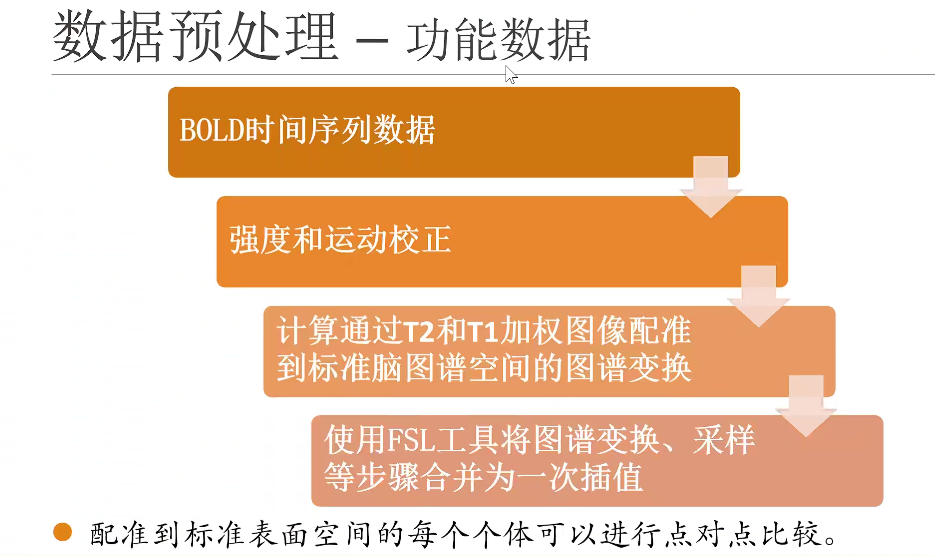 数据预处理 – 功能数据
BOLD时间序列数据
强度和运动校正
计算通过T2和T1加权图像配准
到标准脑图谱空间的图谱变换
使用FSL工具将图谱变换、采样
等步骤合并为一次插值
配准到标准表面空间的每个个体可以进行点对点比较。